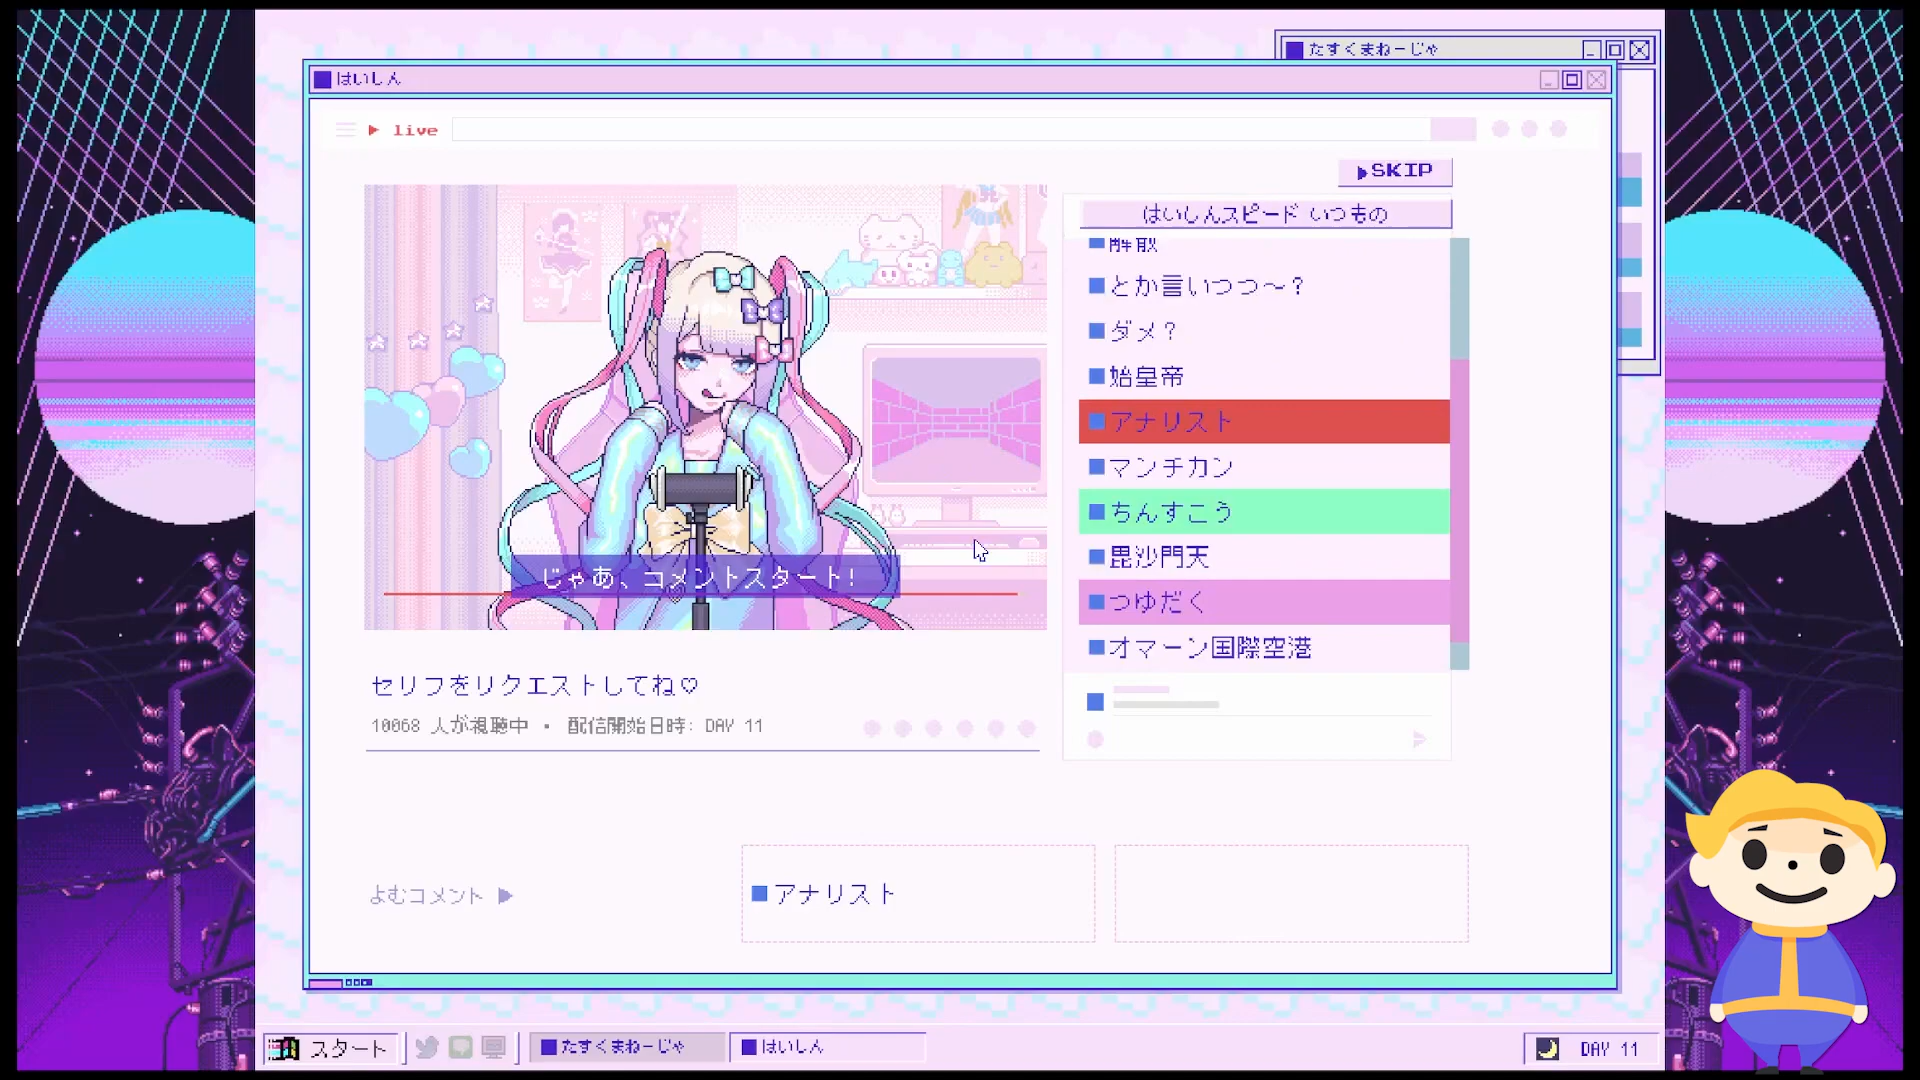 たすくまねーじゃ
はいしん
live
SKIP
はいしんスピード いつもの
解散
とか言いつつ〜？
ダメ？
始皇帝
アナリスト
マンチカン
ちんすこう
毘沙門天
つゆだく
オマーン国際空港
じゃあ、コメントスタート!
セリフをリクエストしてね♡
10068 人が視聴中 ・ 配信開始日時: DAY 11
よむコメント ▶
アナリスト
スタート
たすくまねーじゃ
はいしん
DAY 11